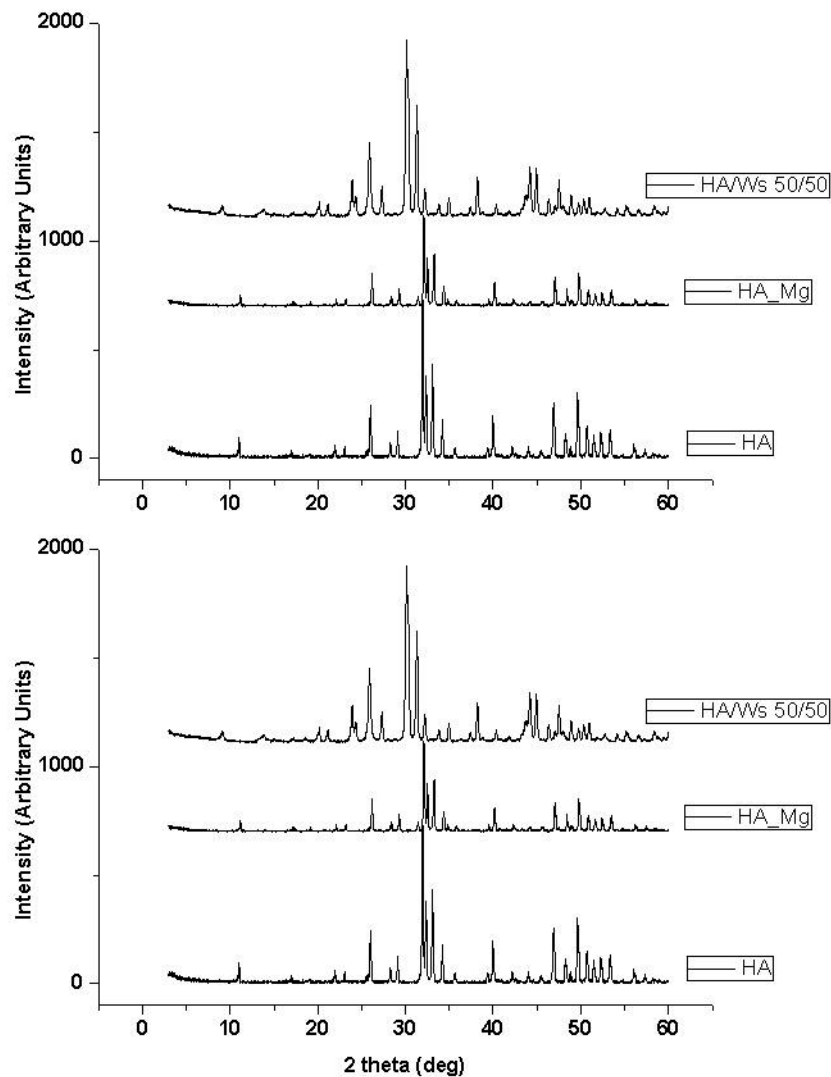 2000
HA/Ws 50/50
1000
HA_Mg
HA
0
0 10 20 30 40 50 60
Intensity (Arbitrary Units)
2000
HA/Ws 50/50
1000
HA_Mg
HA
0
0 10 20 30 40 50 60
Intensity (Arbitrary Units)
2 theta (deg)